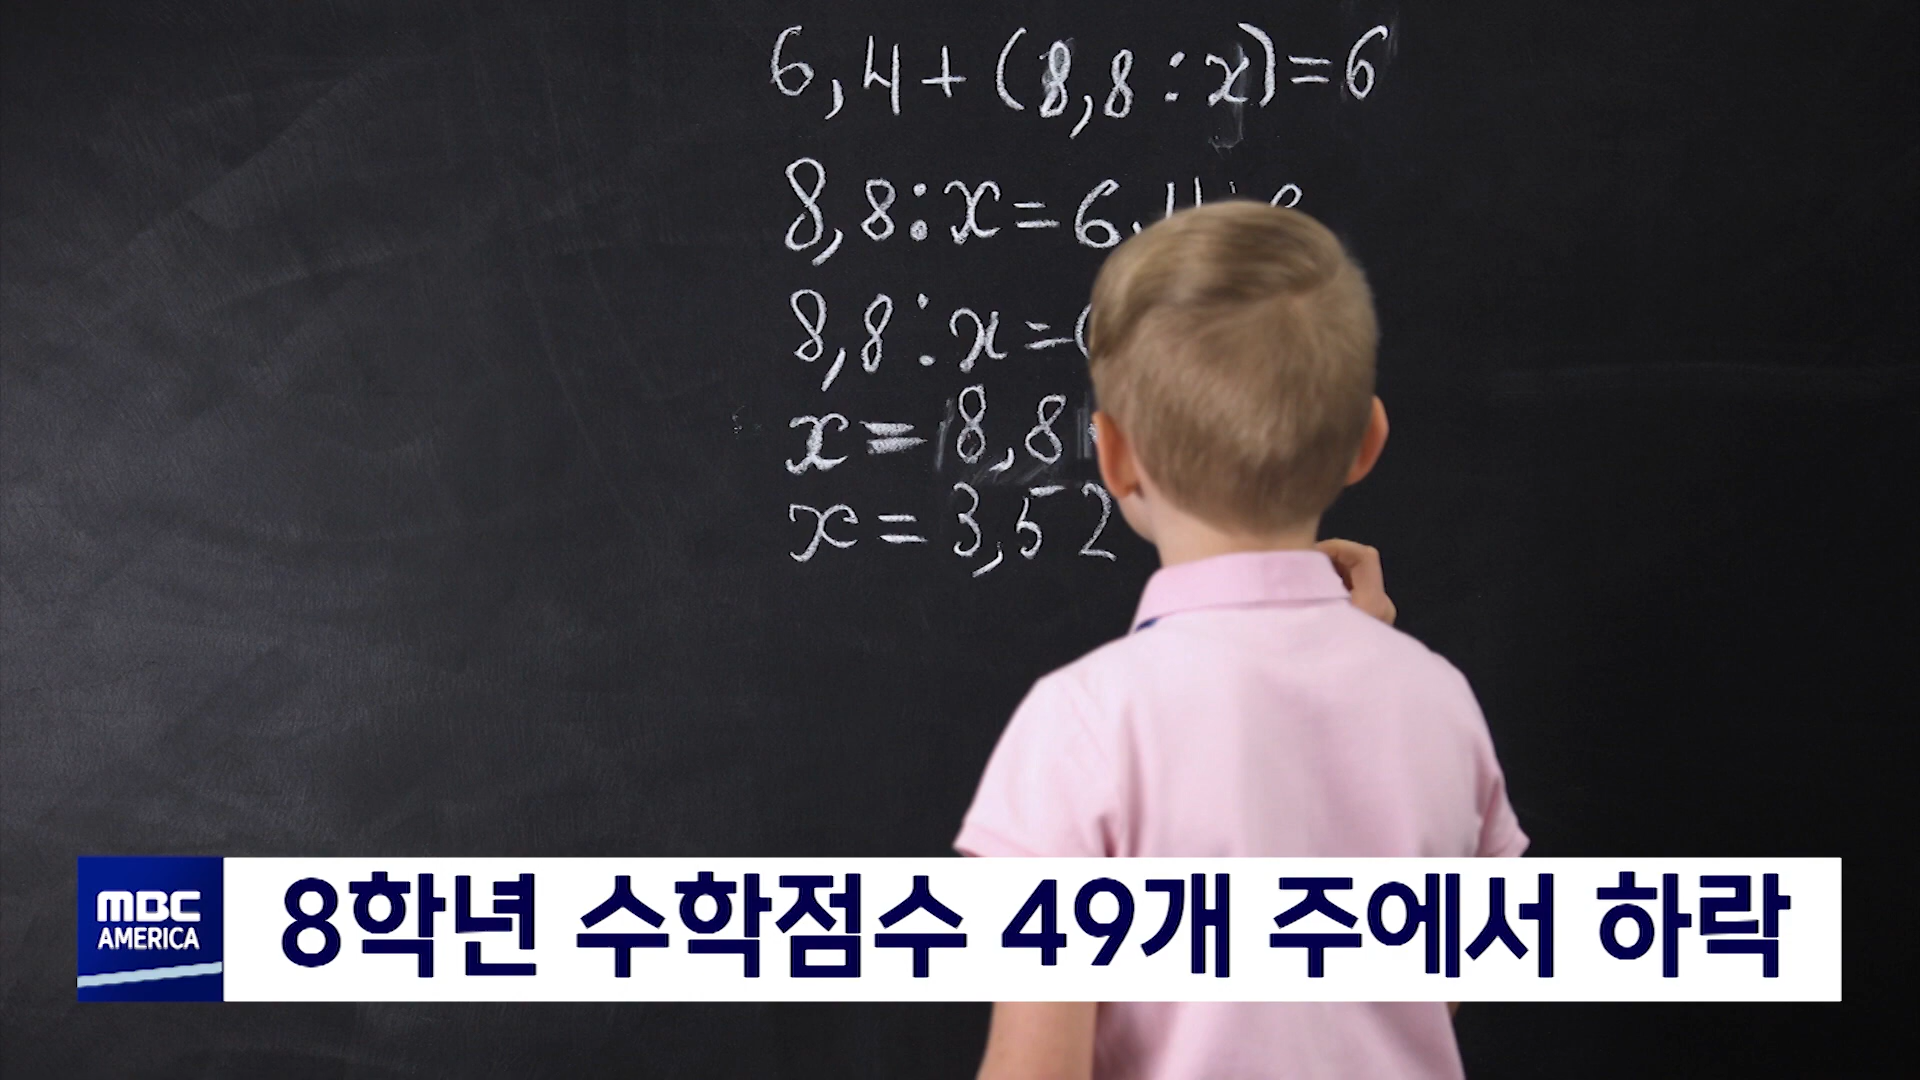 6,4+(8,8:x)=6
8,8:x=6,4
8,8:x=
x=8,8
x=3,52
MBC
AMERICA
8학년 수학점수 49개 주에서 하락